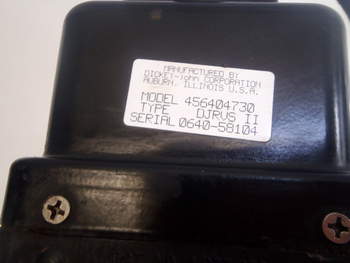 MANUFACTURED BY:
DICKEY-john CORPORATION
AUBURN, ILLINOIS U.S.A.
MODEL 456404730
TYPE DJRVS II
SERIAL 0640-58104